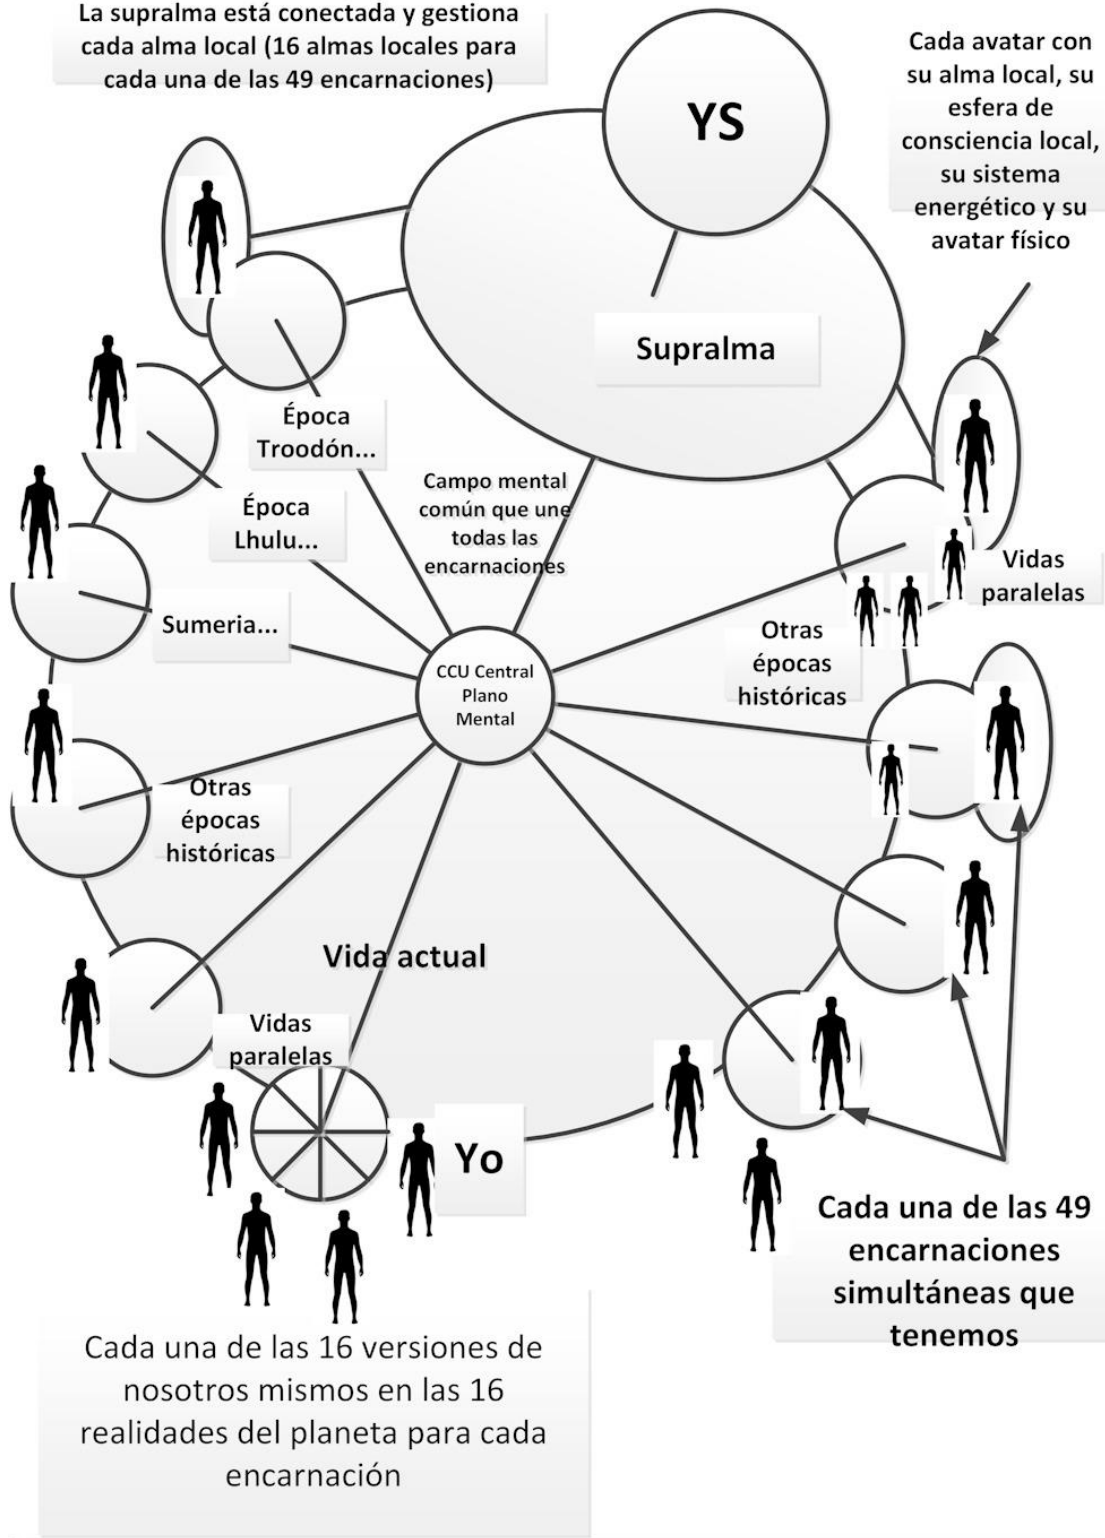 La supralma está conectada y gestiona
cada alma local (16 almas locales para
cada una de las 49 encarnaciones)
YS
Cada avatar con
su alma local, su
esfera de
consciencia local,
su sistema
energético y su
avatar físico
Supralma
Época
Troodón...
Campo mental
común que une
todas las
encarnaciones
Época
Lhulu...
Sumeria...
Vidas
paralelas
Otras
épocas
históricas
CCU Central
Plano
Mental
Otras
épocas
históricas
Vida actual
Vidas
paralelas
Yo
Cada una de las 49
encarnaciones
simultáneas que
tenemos
Cada una de las 16 versiones de
nosotros mismos en las 16
realidades del planeta para cada
encarnación